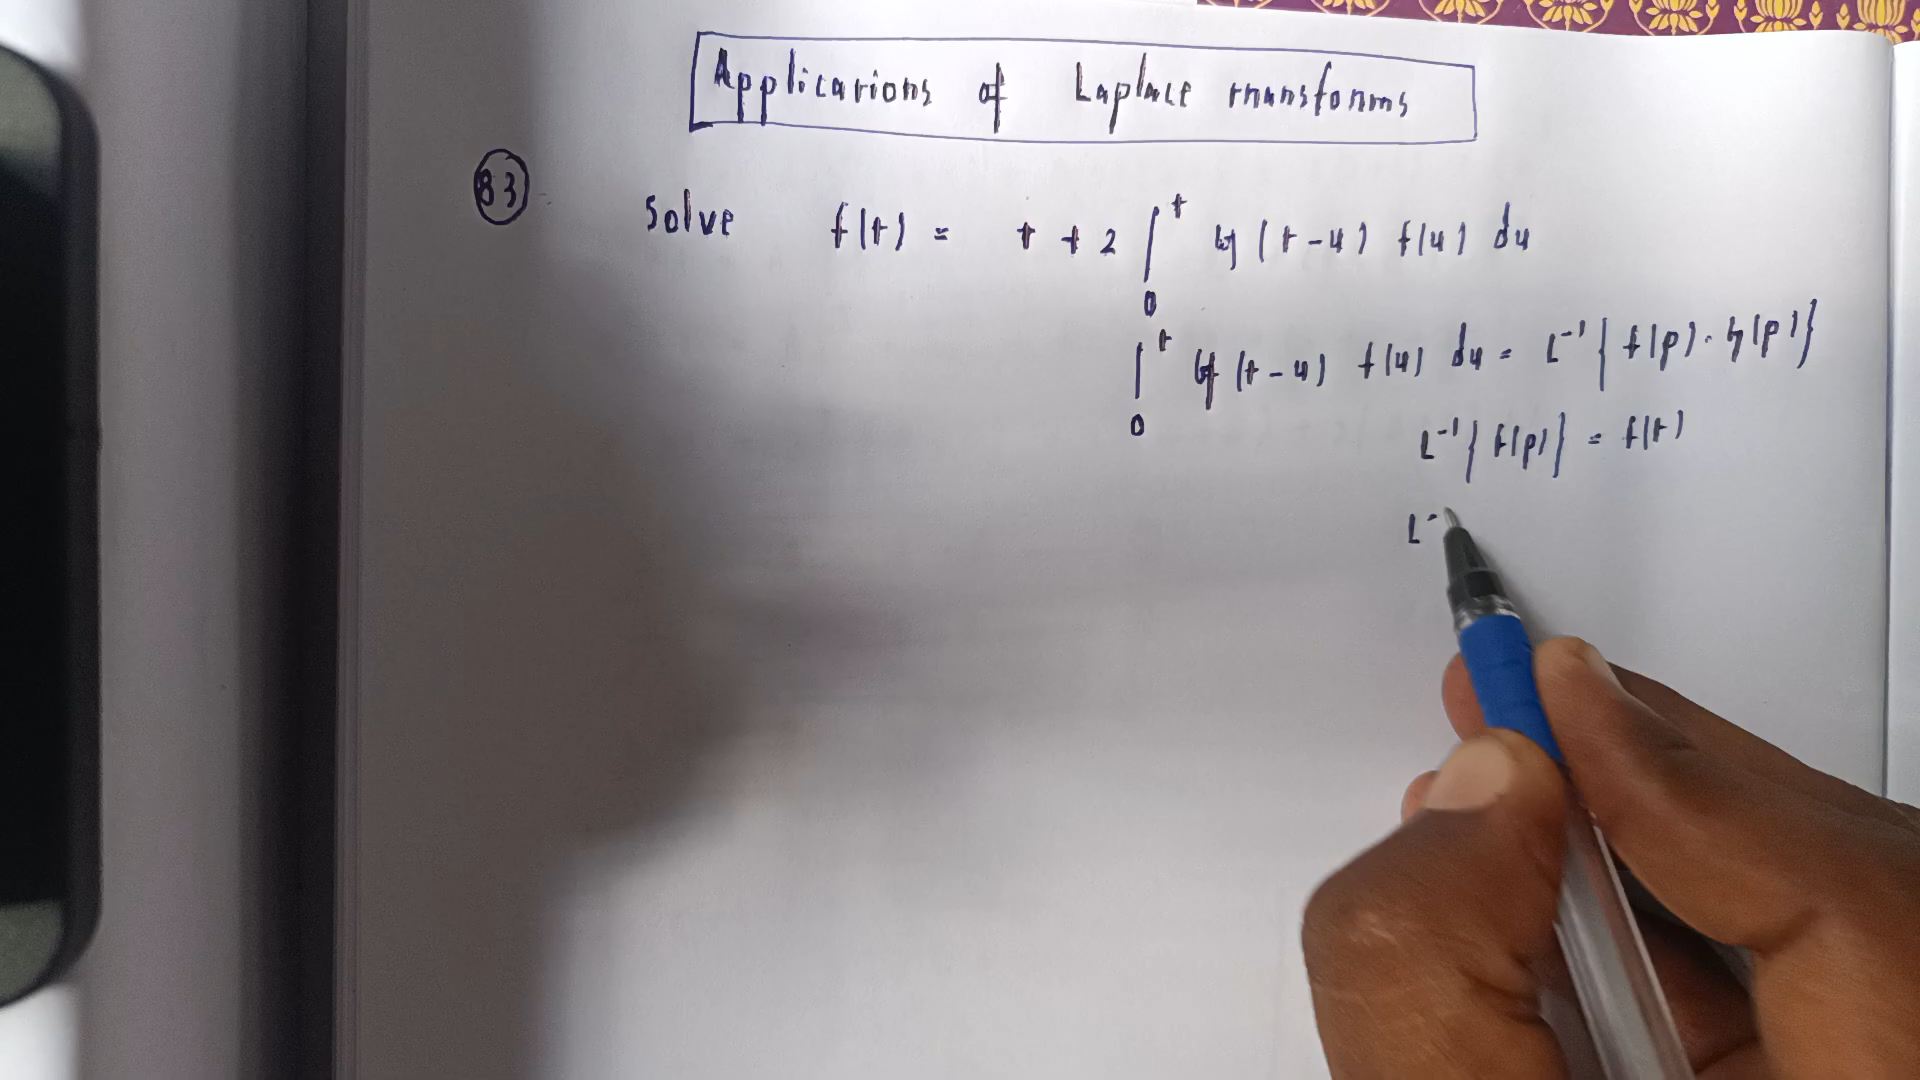 Applications of Laplace transforms
83
Solve f(t) = t + 2 ∫₀ᵗ (t-u) f(u) du
∫₀ᵗ (t-u) f(u) du = L⁻¹ { f(p) · g(p) }
L⁻¹ { f(p) } = f(t)
L⁻